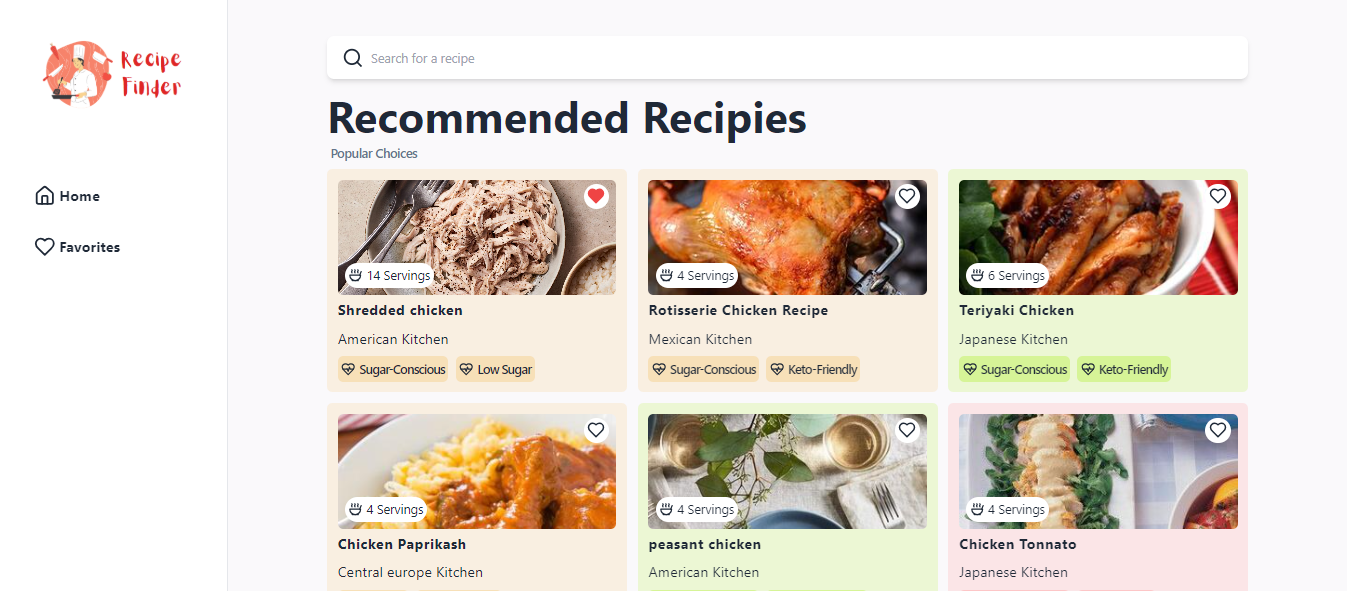 Recipe
Finder
Home
Favorites
Search for a recipe
Recommended Recipies
Popular Choices
14 Servings
Shredded chicken
American Kitchen
Sugar-Conscious Low Sugar
4 Servings
Rotisserie Chicken Recipe
Mexican Kitchen
Sugar-Conscious Keto-Friendly
6 Servings
Teriyaki Chicken
Japanese Kitchen
Sugar-Conscious Keto-Friendly
4 Servings
Chicken Paprikash
Central europe Kitchen
4 Servings
peasant chicken
American Kitchen
4 Servings
Chicken Tonnato
Japanese Kitchen